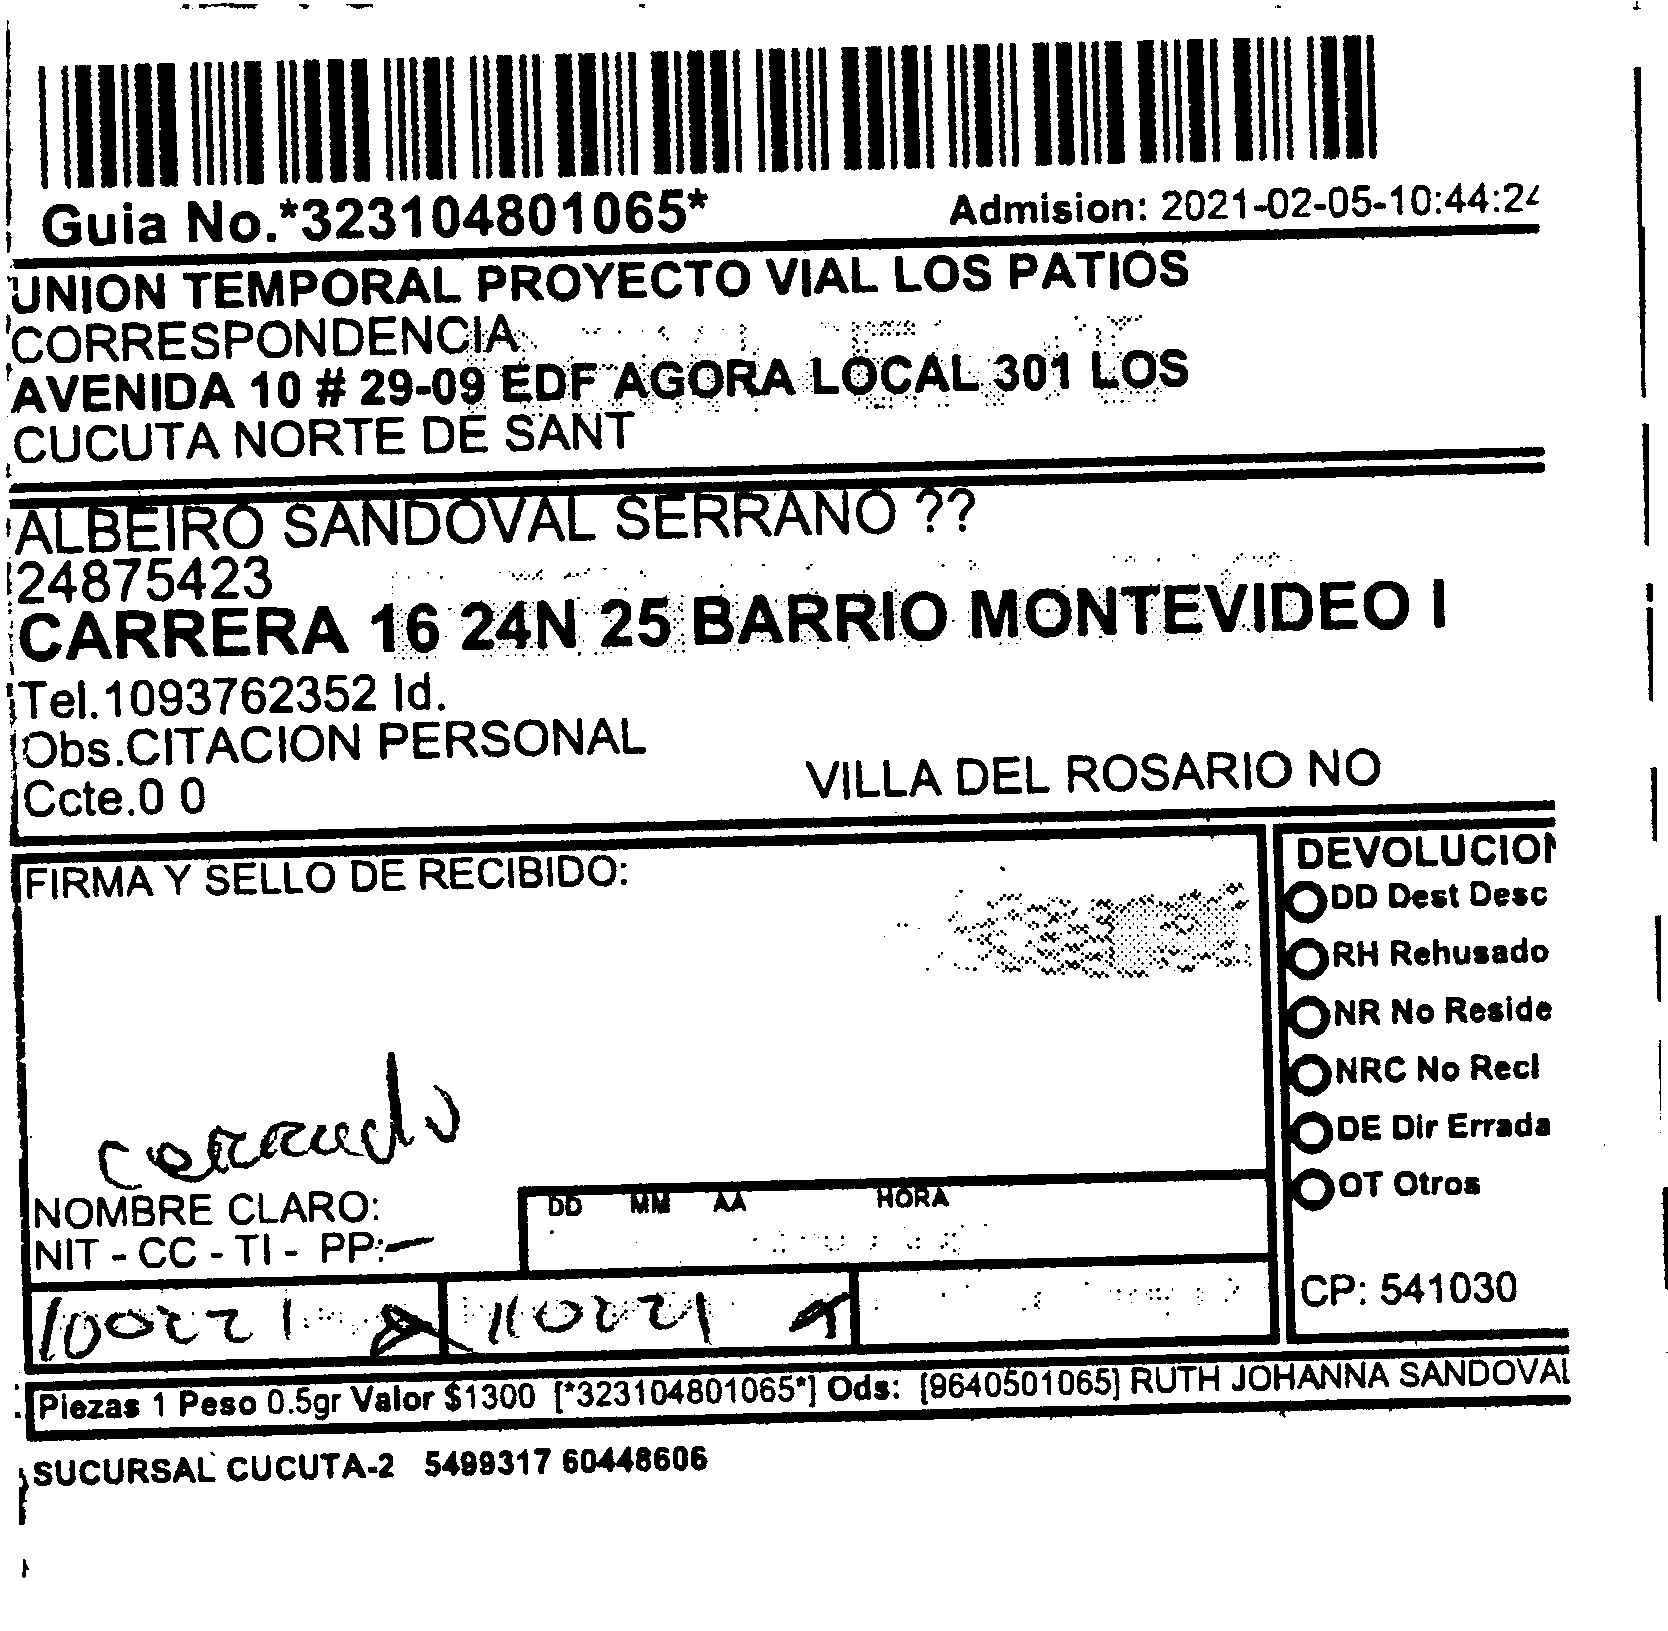 Guia No.*323104801065*
Admision: 2021-02-05-10:44:24
UNION TEMPORAL PROYECTO VIAL LOS PATIOS
CORRESPONDENCIA
AVENIDA 10 # 29-09 EDF AGORA LOCAL 301 LOS
CUCUTA NORTE DE SANT
ALBEIRO SANDOVAL SERRANO ??
24875423
CARRERA 16 24N 25 BARRIO MONTEVIDEO I
Tel.1093762352 Id.
Obs.CITACION PERSONAL
Ccte.0 0
VILLA DEL ROSARIO NO
FIRMA Y SELLO DE RECIBIDO:
cerrado
NOMBRE CLARO:
NIT - CC - TI - PP:
DD MM AA HORA
100221
110221
DEVOLUCION
DD Dest Desc
RH Rehusado
NR No Reside
NRC No Recl
DE Dir Errada
OT Otros
CP: 541030
Piezas 1 Peso 0.5gr Valor $1300 [*323104801065*] Ods: [9640501065] RUTH JOHANNA SANDOVAL
SUCURSAL CUCUTA-2 5499317 60448606